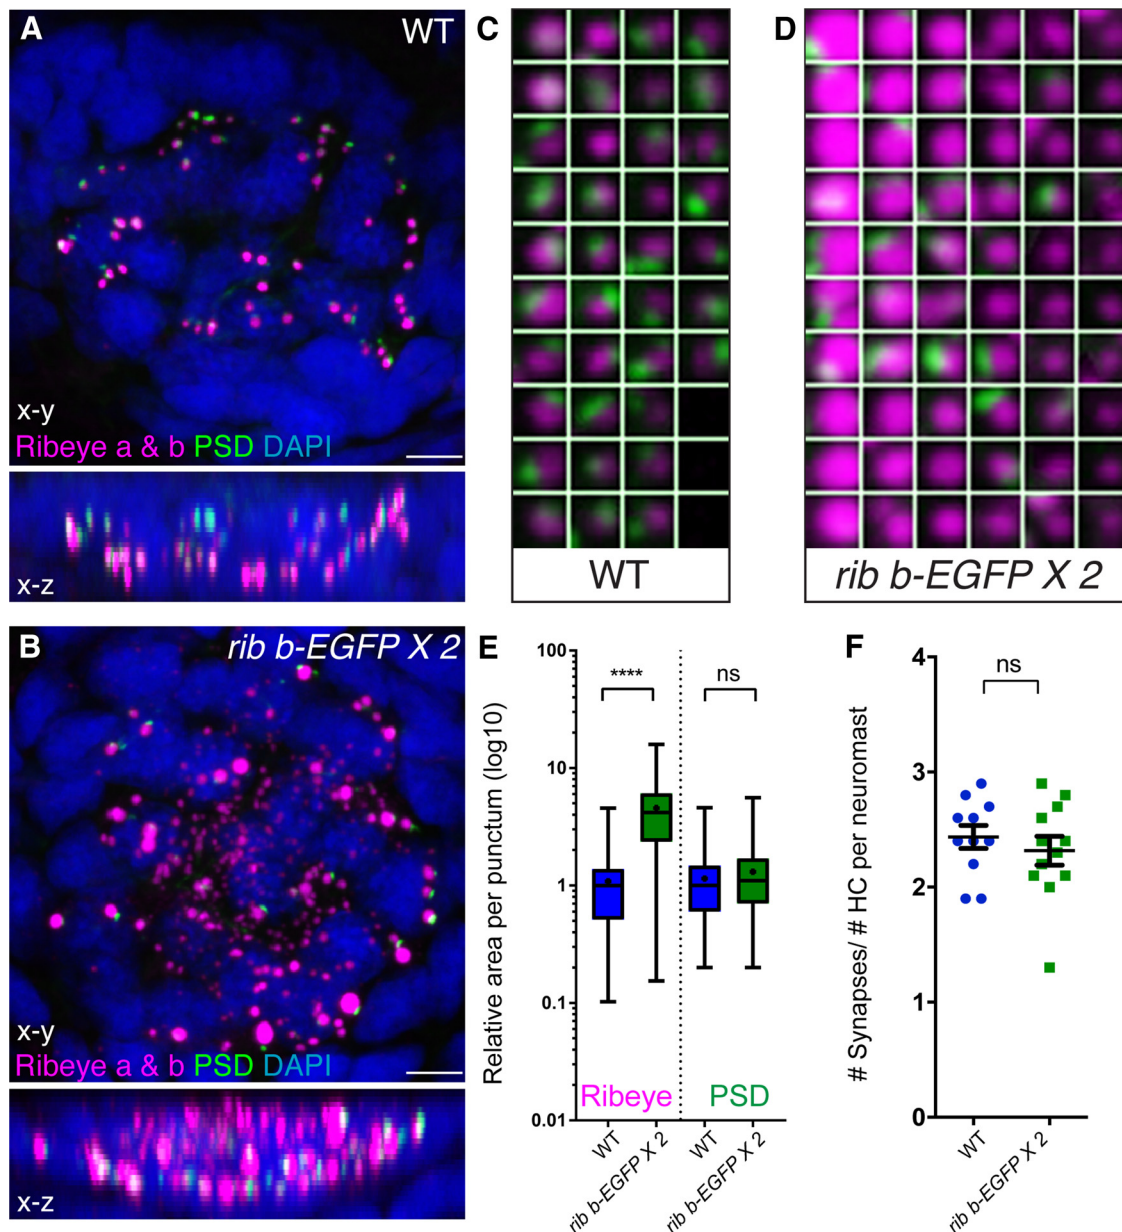 A
WT
x-y
Ribeye a & b PSD DAPI
x-z
B
rib b-EGFP X 2
x-y
Ribeye a & b PSD DAPI
x-z
C
WT
D
rib b-EGFP X 2
E
Relative area per punctum (log10)
100
10
1
0.1
0.01
****
ns
Ribeye
PSD
WT
rib b-EGFP X 2
WT
rib b-EGFP X 2
F
# Synapses/ # HC per neuromast
4
3
2
1
0
ns
WT
rib b-EGFP X 2